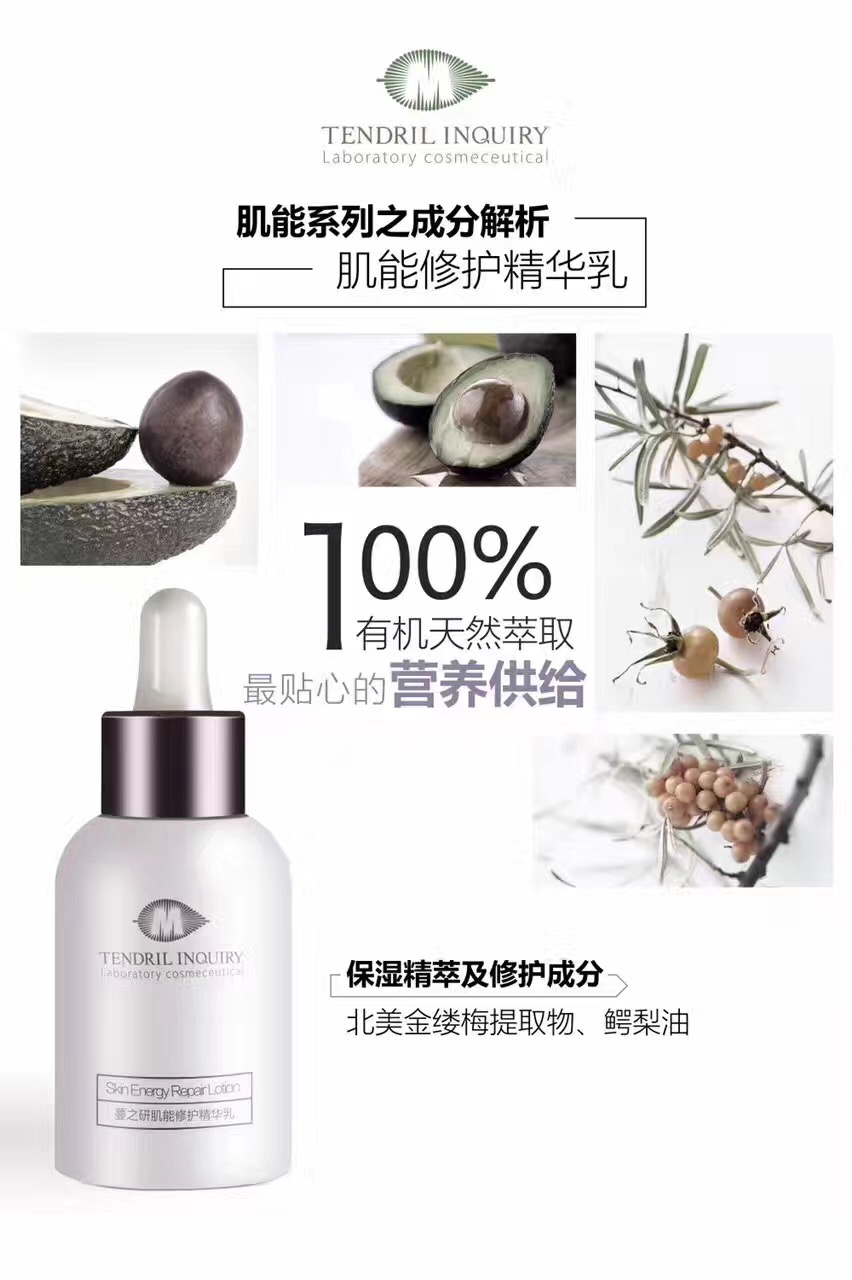 TENDRIL INQUIRY
Laboratory cosmeceutical
肌能系列之成分解析
肌能修护精华乳
100%
有机天然萃取
最贴心的营养供给
TENDRIL INQUIRY
Laboratory cosmeceutical
Skin Energy Repair Lotion
蔓之研肌能修护精华乳
保湿精萃及修护成分
北美金缕梅提取物、鳄梨油